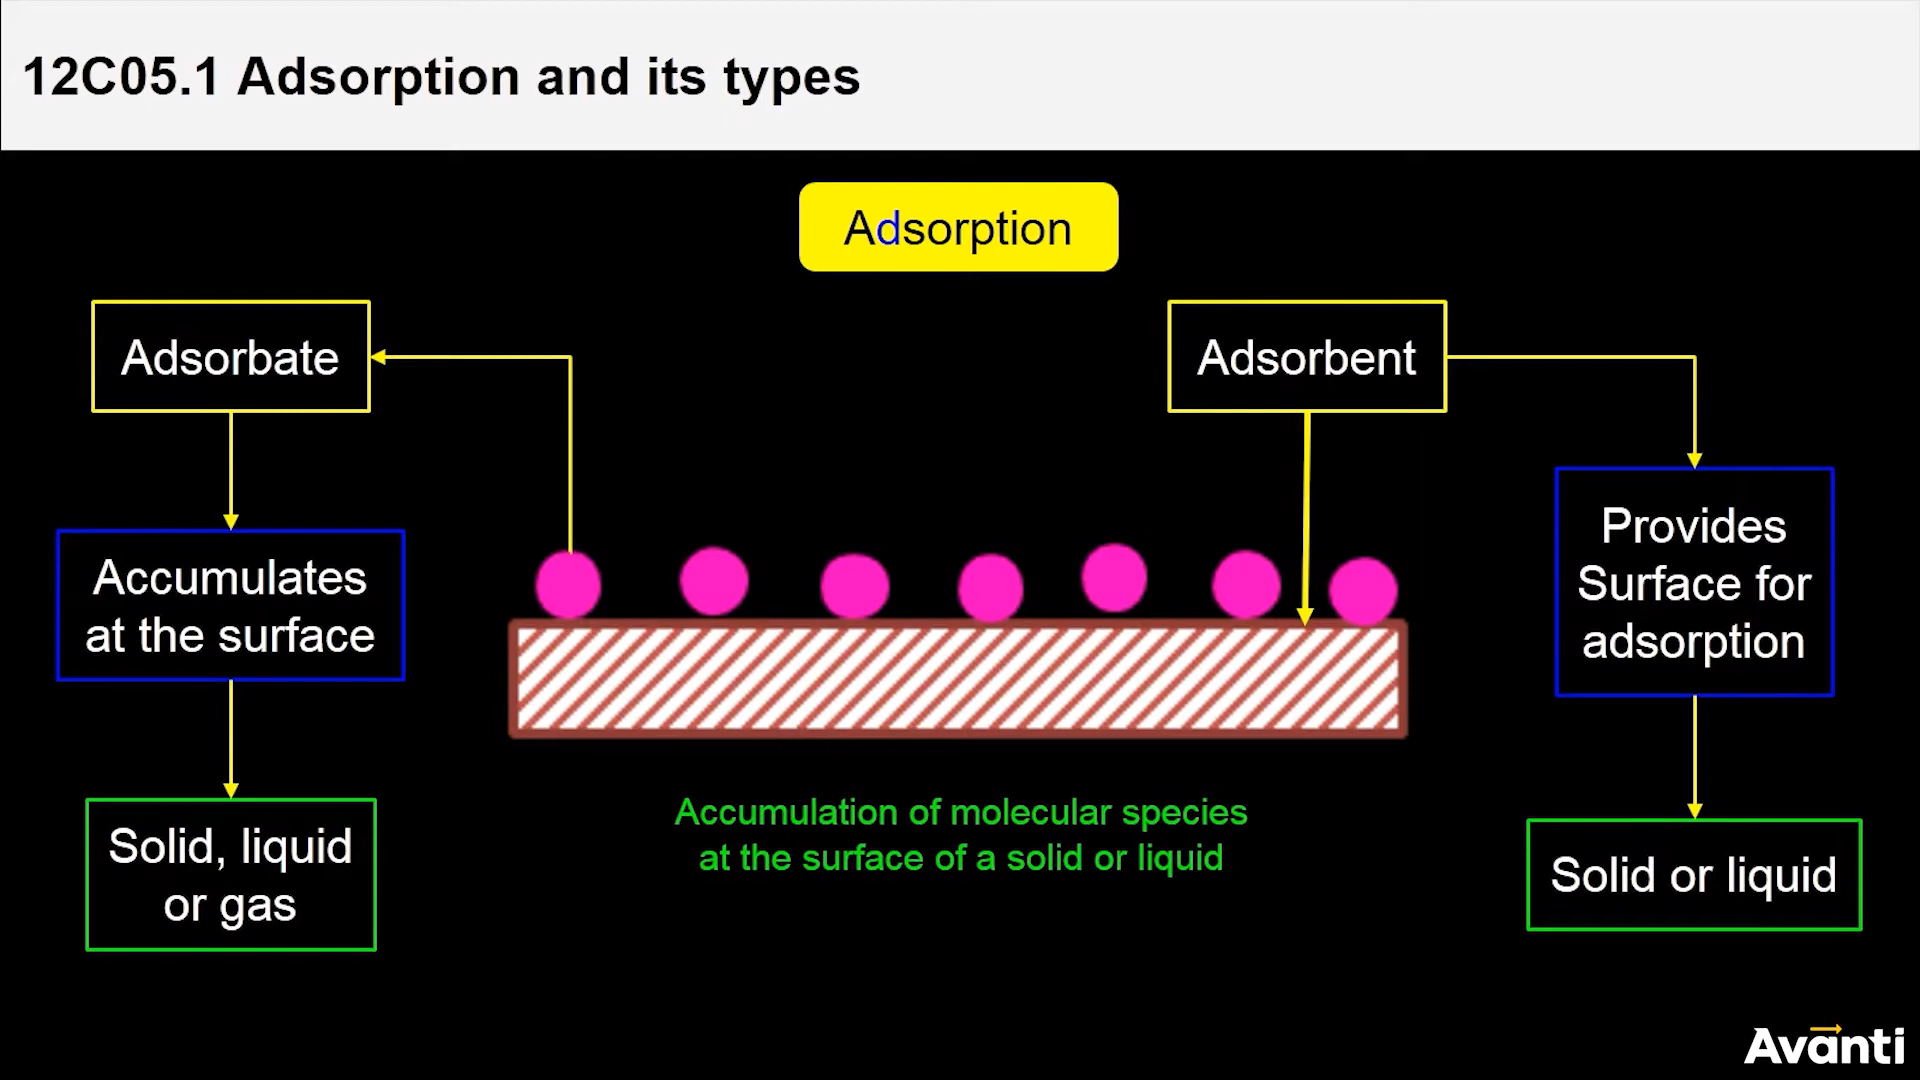 12C05.1 Adsorption and its types
Adsorption
Adsorbate
Adsorbent
Accumulates
at the surface
Provides
Surface for
adsorption
Solid, liquid
or gas
Accumulation of molecular species
at the surface of a solid or liquid
Solid or liquid
Avanti